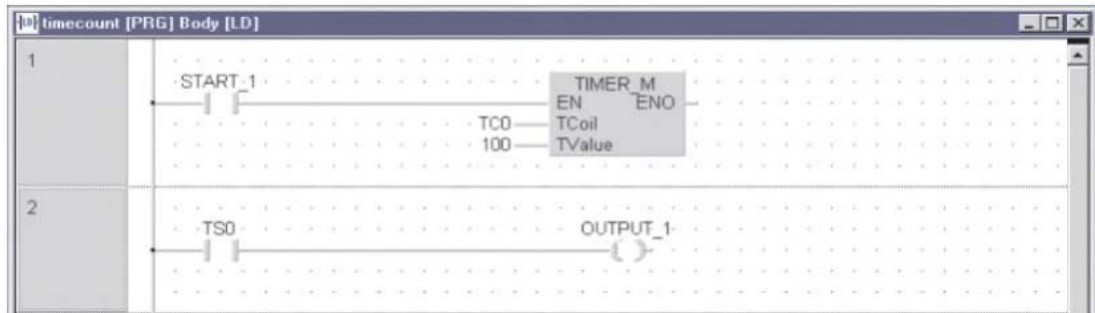 timecount [PRG] Body [LD]
1
START_1
TIMER_M
EN ENO
TC0 TCoil
100 TValue
2
TS0 OUTPUT_1